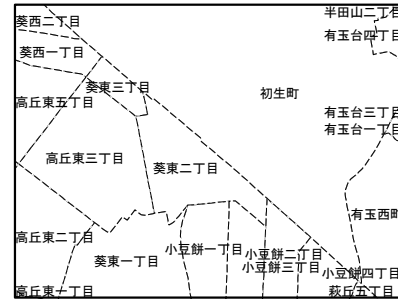 半田山二丁目
葵西二丁目
有玉台四丁目
葵西一丁目
葵東三丁目
初生町
高丘東五丁目
有玉台三丁目
有玉台一丁目
高丘東三丁目
葵東二丁目
有玉西町
高丘東二丁目
小豆餅一丁目
小豆餅二丁目
葵東一丁目
小豆餅三丁目
小豆餅四丁目
高丘東一丁目
萩丘五丁目